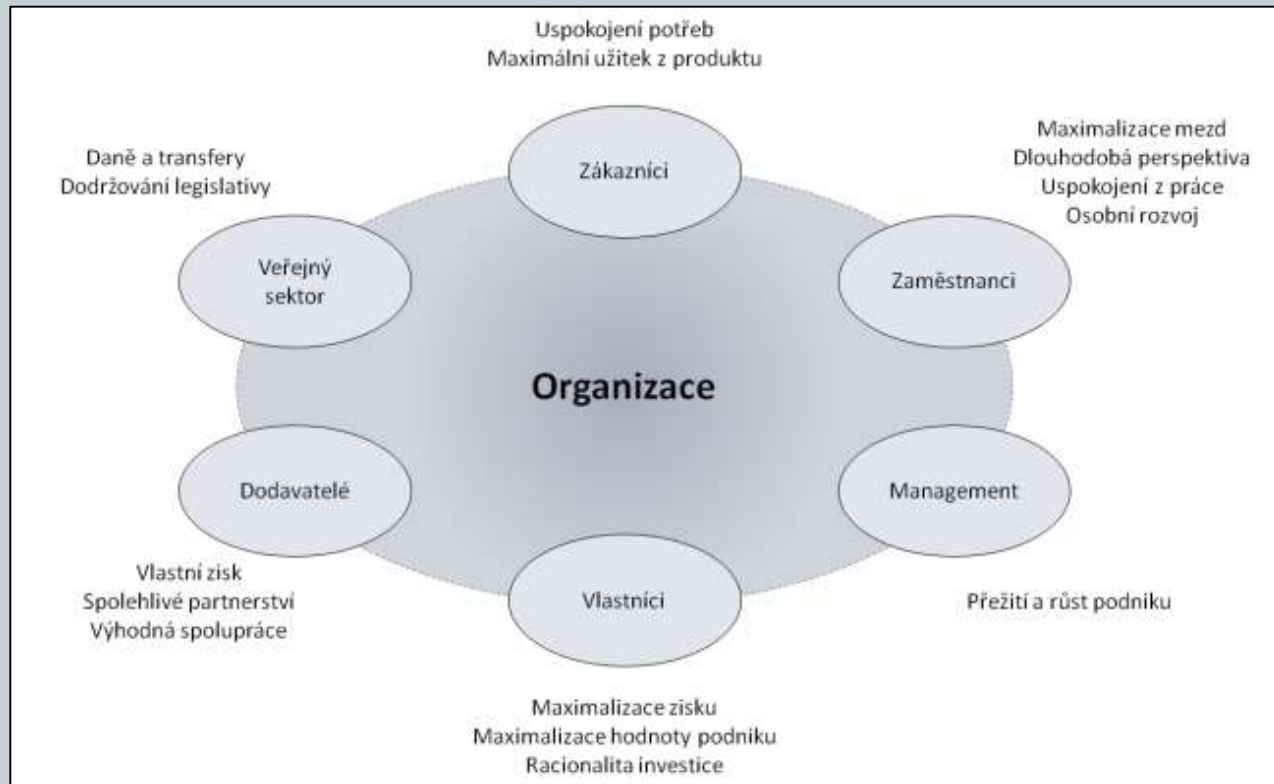 Uspokojení potřeb
Maximální užitek z produktu
Zákazníci
Maximalizace mezd
Dlouhodobá perspektiva
Uspokojení z práce
Osobní rozvoj
Zaměstnanci
Daně a transfery
Dodržování legislativy
Veřejný
sektor
Organizace
Dodavatelé
Vlastní zisk
Spolehlivé partnerství
Výhodná spolupráce
Management
Přežití a růst podniku
Vlastníci
Maximalizace zisku
Maximalizace hodnoty podniku
Racionalita investice